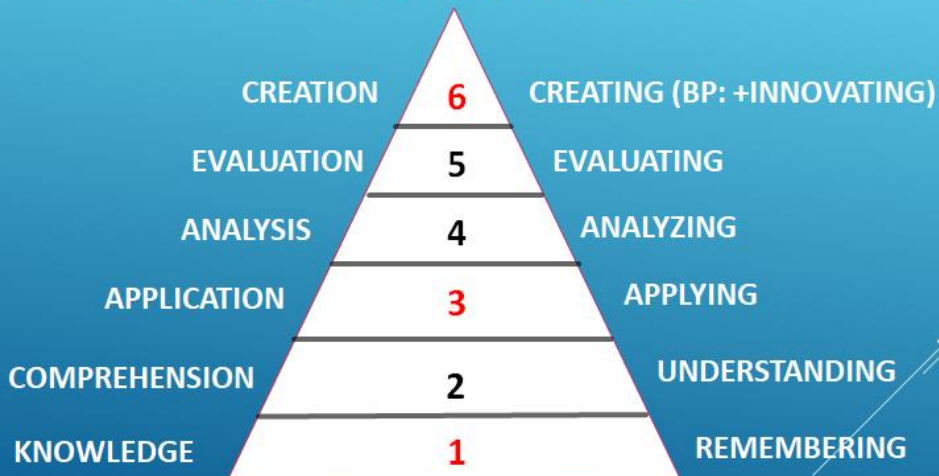 CREATION 6 CREATING (BP: +INNOVATING)
EVALUATION 5 EVALUATING
ANALYSIS 4 ANALYZING
APPLICATION 3 APPLYING
COMPREHENSION 2 UNDERSTANDING
KNOWLEDGE 1 REMEMBERING